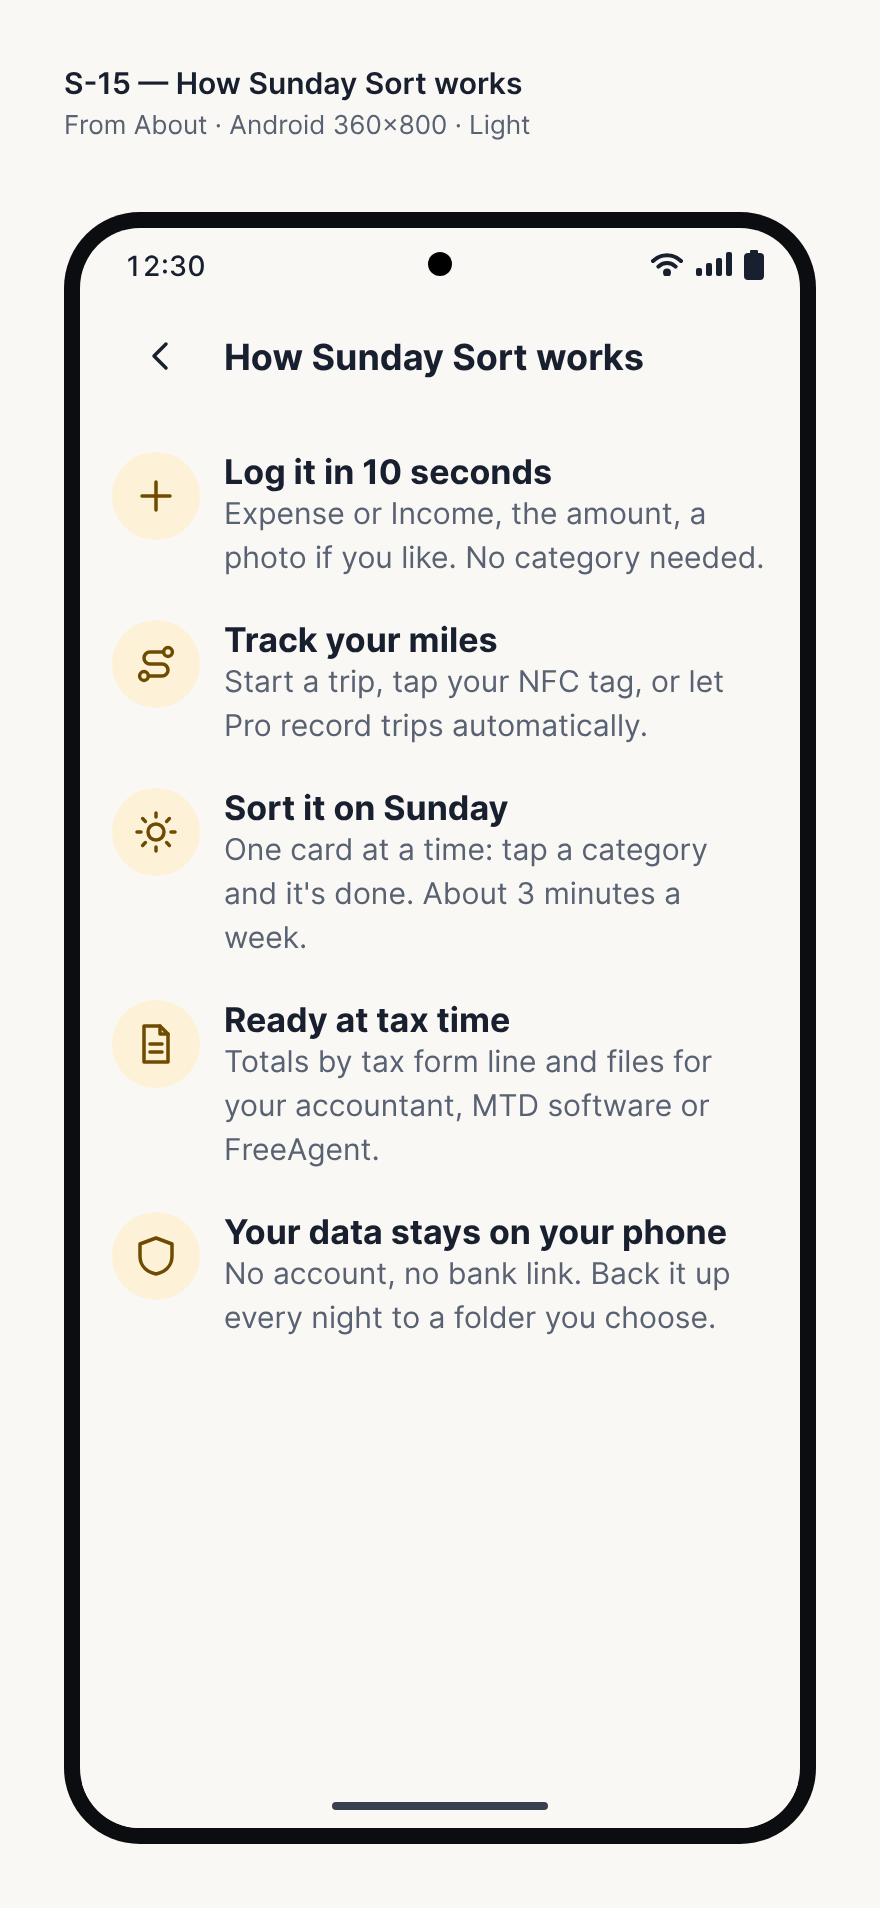 S-15 — How Sunday Sort works
From About · Android 360×800 · Light
12:30
How Sunday Sort works
Log it in 10 seconds
Expense or Income, the amount, a
photo if you like. No category needed.
Track your miles
Start a trip, tap your NFC tag, or let
Pro record trips automatically.
Sort it on Sunday
One card at a time: tap a category
and it's done. About 3 minutes a
week.
Ready at tax time
Totals by tax form line and files for
your accountant, MTD software or
FreeAgent.
Your data stays on your phone
No account, no bank link. Back it up
every night to a folder you choose.